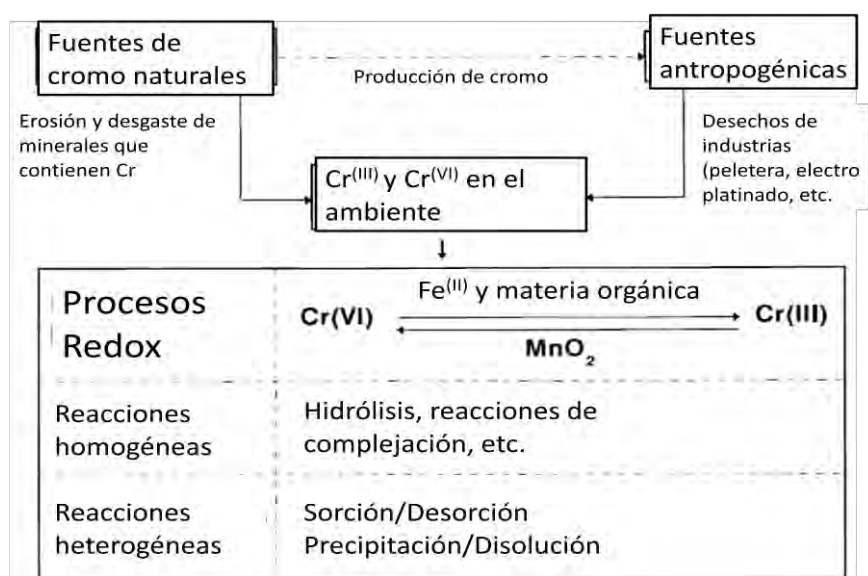 Fuentes de
cromo naturales
Producción de cromo
Fuentes
antropogénicas
Erosión y desgaste de
minerales que
contienen Cr
Desechos de
industrias
(peletera, electro
platinado, etc.
Cr(III) y Cr(VI) en el
ambiente
Procesos
Redox
Cr(VI)
Fe(II) y materia orgánica
MnO2
Cr(III)
Reacciones
homogéneas
Hidrólisis, reacciones de
complejación, etc.
Reacciones
heterogéneas
Sorción/Desorción
Precipitación/Disolución